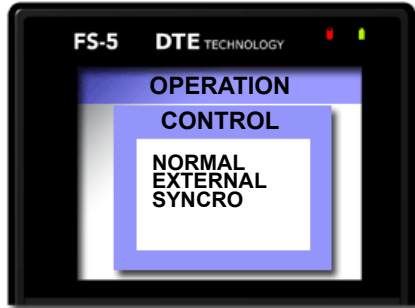 FS-5 DTE TECHNOLOGY
OPERATION
CONTROL
NORMAL
EXTERNAL
SYNCRO